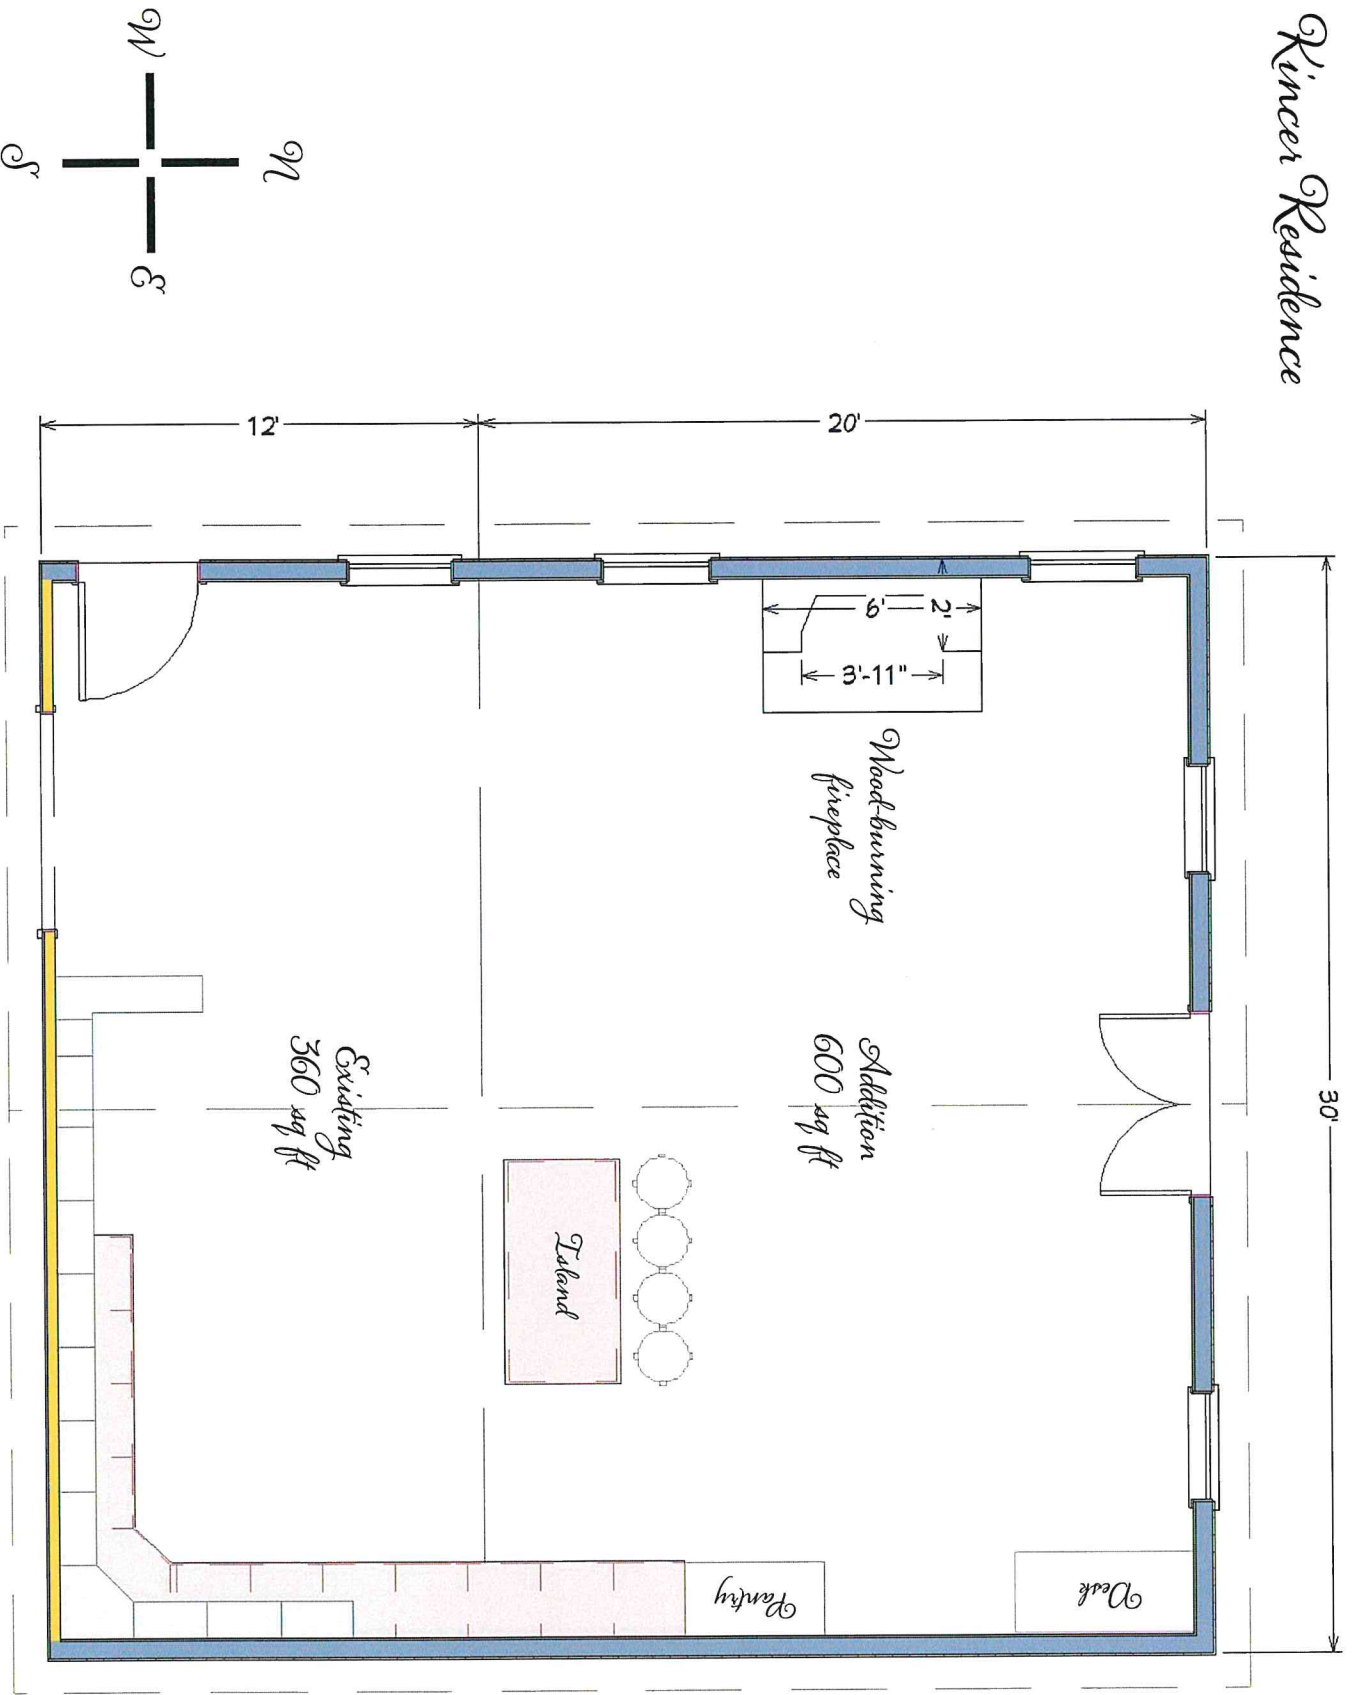 Kincer Residence
N
W
E
S
30'
20'
12'
6'
2'
3'-11"
Wood-burning
fireplace
Addition
600 sq ft
Existing
360 sq ft
Island
Pantry
Desk